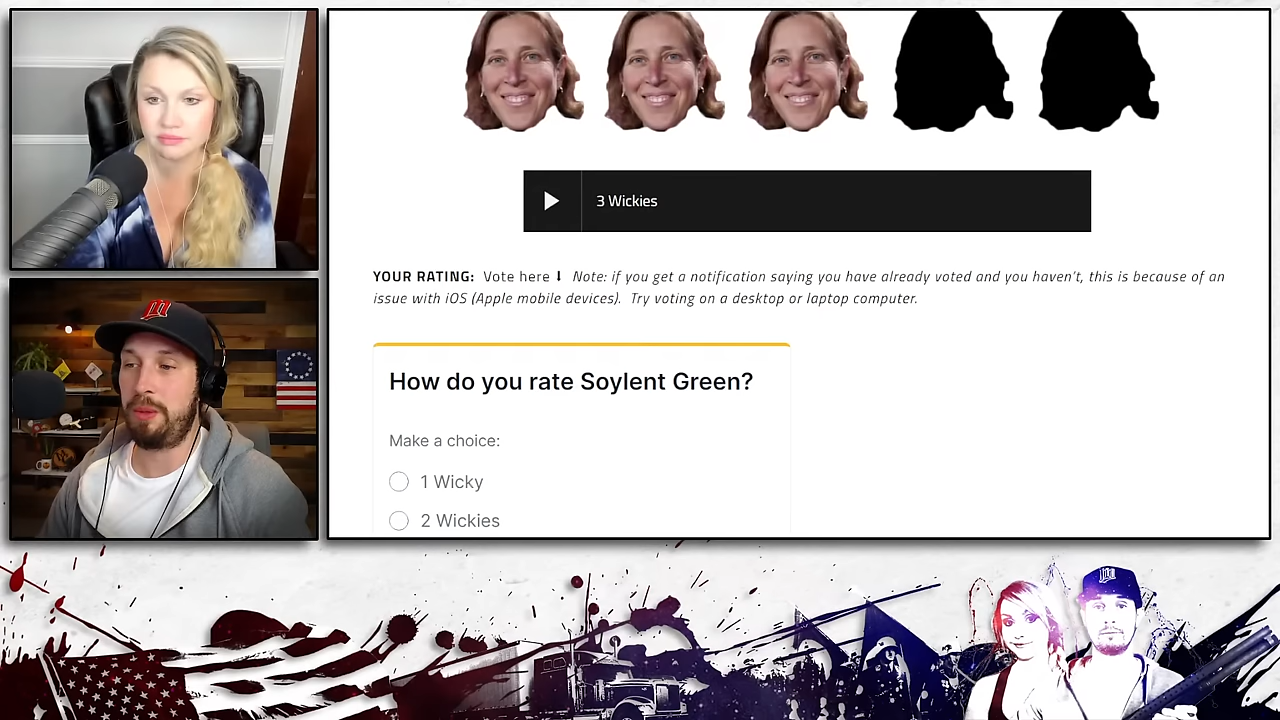 3 Wickies
YOUR RATING: Vote here ⬇ Note: if you get a notification saying you have already voted and you haven't, this is because of an
issue with iOS (Apple mobile devices). Try voting on a desktop or laptop computer.
How do you rate Soylent Green?
Make a choice:
1 Wicky
2 Wickies